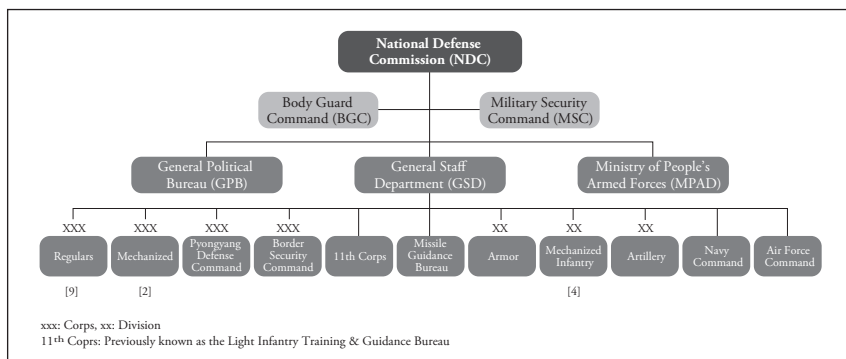 National Defense
Commission (NDC)
Body Guard
Command (BGC)
Military Security
Command (MSC)
General Political
Bureau (GPB)
General Staff
Department (GSD)
Ministry of People's
Armed Forces (MPAD)
XXX XXX XXX XXX XX XX XX
Regulars
Mechanized
Pyongyang
Defense
Command
Border
Security
Command
11th Corps
Missile
Guidance
Bureau
Armor
Mechanized
Infantry
Artillery
Navy
Command
Air Force
Command
[9] [2] [4]
xxx: Corps, xx: Division
11th Coprs: Previously known as the Light Infantry Training & Guidance Bureau